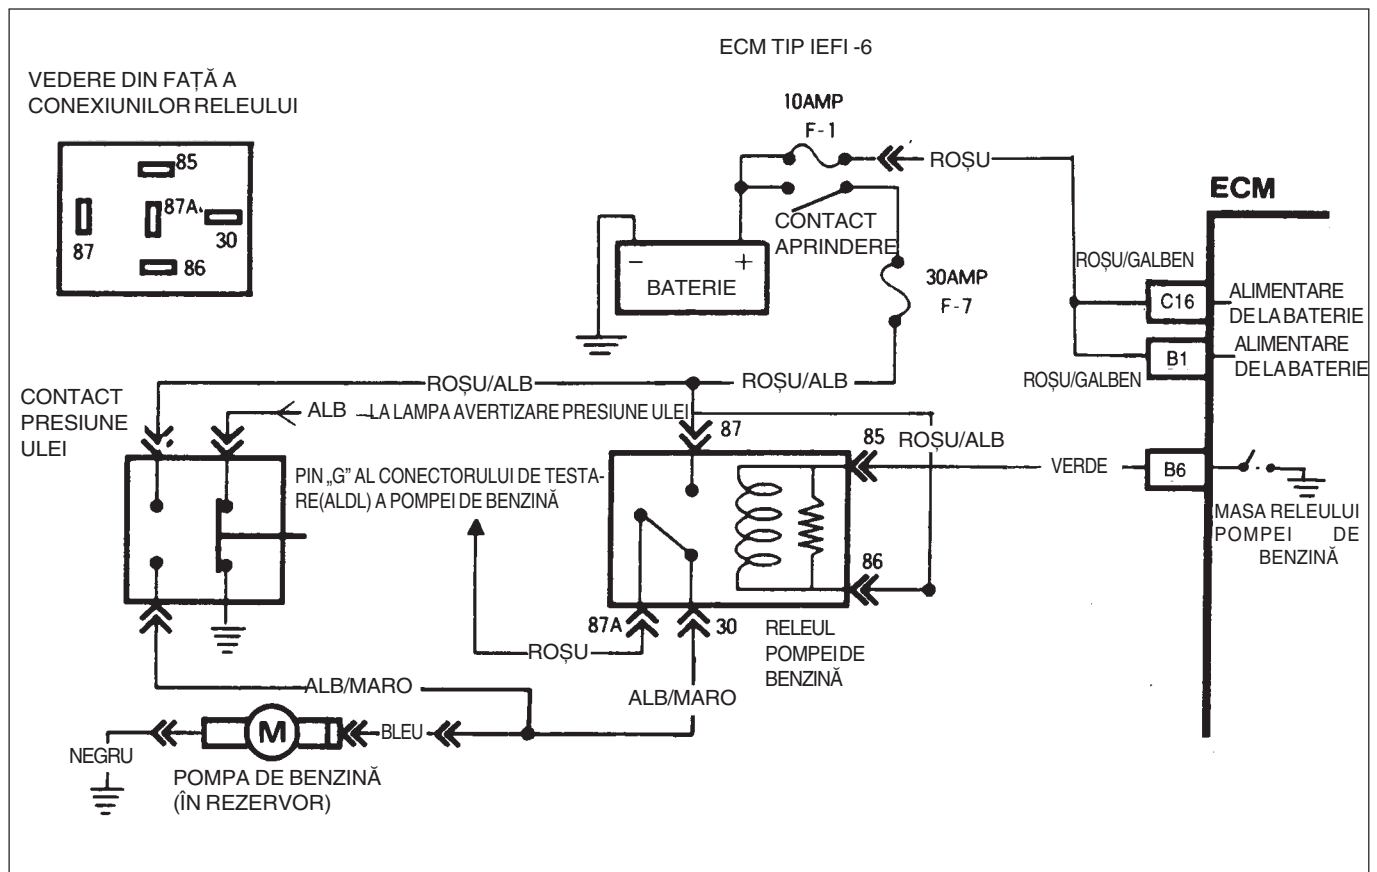 ECM TIP IEFI -6
VEDERE DIN FAȚĂ A
CONEXIUNILOR RELEULUI
85
87A.
30
87
86
10AMP
F-1
ROȘU
CONTACT
APRINDERE
- +
BATERIE
30AMP
F-7
ECM
ROȘU/GALBEN
C16
ALIMENTARE
DE LA BATERIE
B1
ALIMENTARE
DE LA BATERIE
ROȘU/GALBEN
ROȘU/ALB
ROȘU/ALB
CONTACT
PRESIUNE
ULEI
ALB
LA LAMPA AVERTIZARE PRESIUNE ULEI
87
85
ROȘU/ALB
VERDE
B6
PIN „G” AL CONECTORULUI DE TESTA-
RE(ALDL) A POMPEI DE BENZINĂ
MASA RELEULUI
POMPEI DE
BENZINĂ
86
87A
30
RELEUL
POMPEI DE
BENZINĂ
ROȘU
ALB/MARO
ALB/MARO
M
BLEU
NEGRU
POMPA DE BENZINĂ
(ÎN REZERVOR)